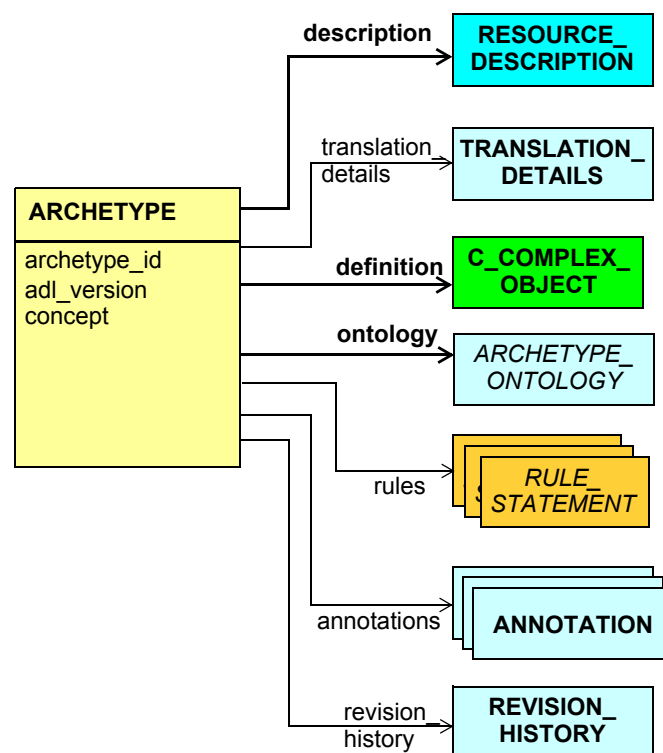 description
RESOURCE_
DESCRIPTION
translation_
details
TRANSLATION_
DETAILS
ARCHETYPE
archetype_id
adl_version
concept
definition
C_COMPLEX_
OBJECT
ontology
ARCHETYPE_
ONTOLOGY
rules
RULE_
STATEMENT
annotations
ANNOTATION
revision_
history
REVISION_
HISTORY